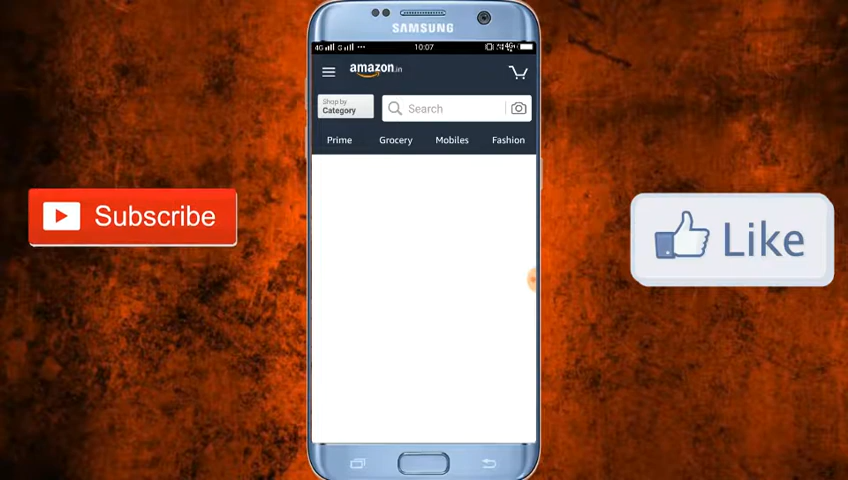 SAMSUNG
10:07
amazon.in
Shop by
Category
Search
Prime
Grocery
Mobiles
Fashion
Subscribe
Like